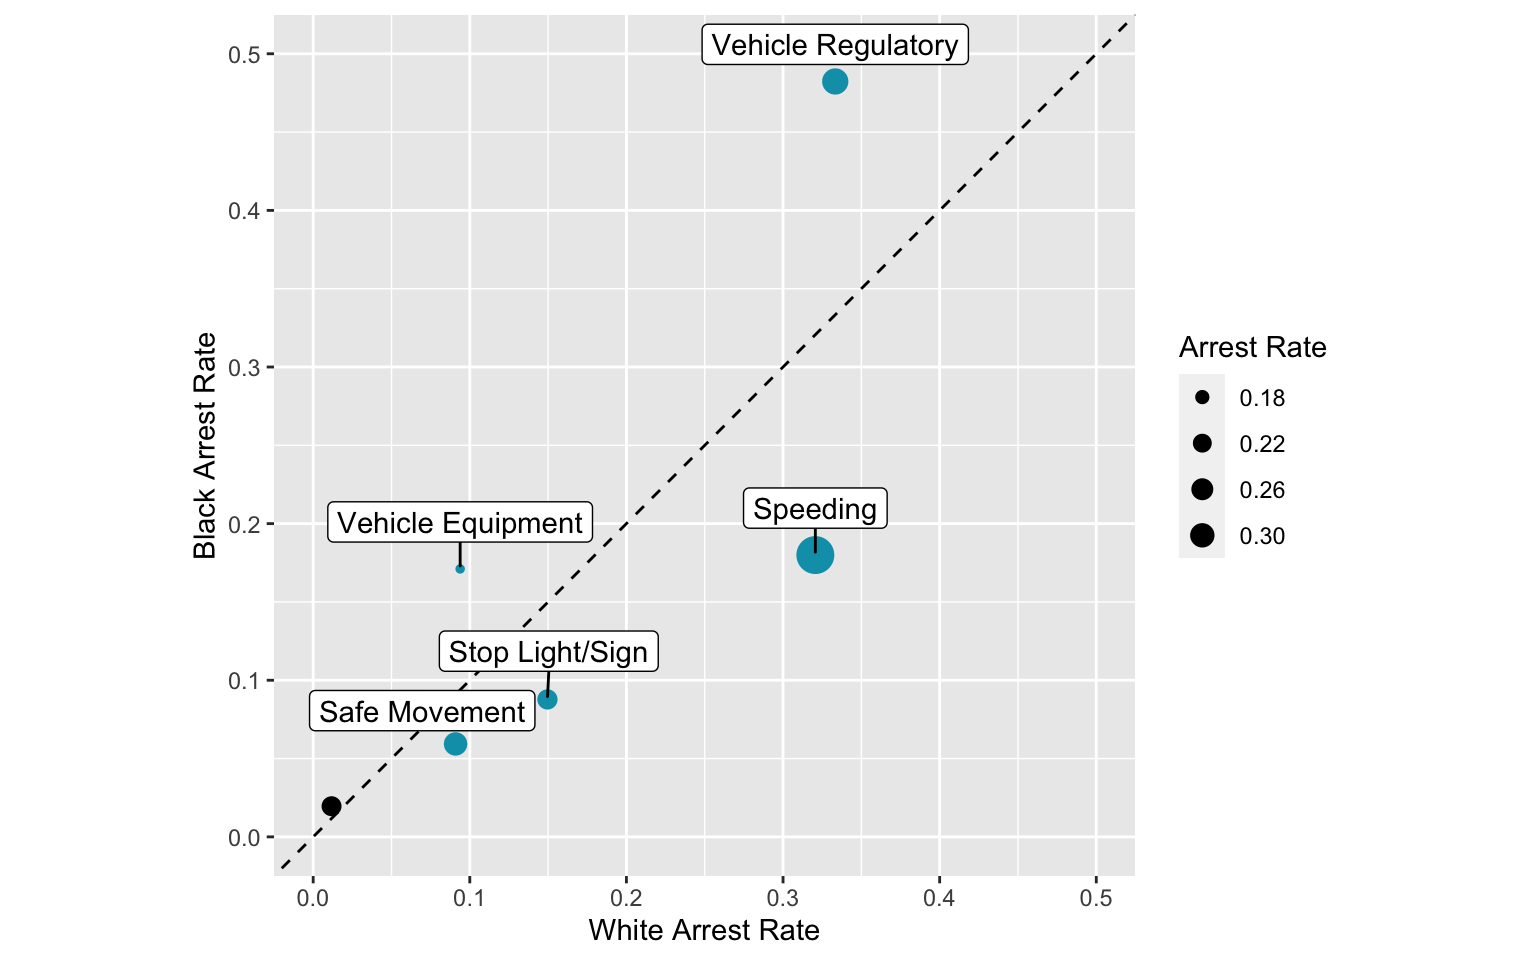 Vehicle Regulatory
0.5
0.4
0.3
Vehicle Equipment
Speeding
0.2
Stop Light/Sign
0.1
Safe Movement
0.0
0.0 0.1 0.2 0.3 0.4 0.5
White Arrest Rate
Black Arrest Rate
Arrest Rate
0.18
0.22
0.26
0.30